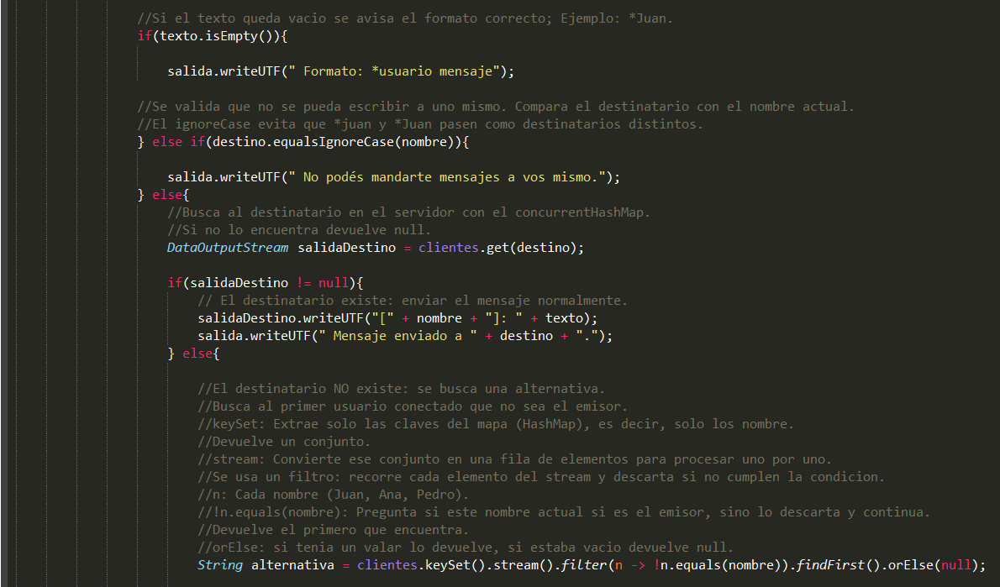 //Si el texto queda vacio se avisa el formato correcto; Ejemplo: *Juan.
if(texto.isEmpty()){
salida.writeUTF(" Formato: *usuario mensaje");
//Se valida que no se pueda escribir a uno mismo. Compara el destinatario con el nombre actual.
//El ignoreCase evita que *juan y *Juan pasen como destinatarios distintos.
} else if(destino.equalsIgnoreCase(nombre)){
salida.writeUTF(" No podés mandarte mensajes a vos mismo.");
} else{
//Busca al destinatario en el servidor con el concurrentHashMap.
//Si no lo encuentra devuelve null.
DataOutputStream salidaDestino = clientes.get(destino);
if(salidaDestino != null){
// El destinatario existe: enviar el mensaje normalmente.
salidaDestino.writeUTF("[" + nombre + "]: " + texto);
salida.writeUTF(" Mensaje enviado a " + destino + ".");
} else{
//El destinatario NO existe: se busca una alternativa.
//Busca al primer usuario conectado que no sea el emisor.
//keySet: Extrae solo las claves del mapa (HashMap), es decir, solo los nombre.
//Devuelve un conjunto.
//stream: Convierte ese conjunto en una fila de elementos para procesar uno por uno.
//Se usa un filtro: recorre cada elemento del stream y descarta si no cumplen la condicion.
//n: Cada nombre (Juan, Ana, Pedro).
//!n.equals(nombre): Pregunta si este nombre actual si es el emisor, sino lo descarta y continua.
//Devuelve el primero que encuentra.
//orElse: si tenia un valar lo devuelve, si estaba vacio devuelve null.
String alternativa = clientes.keySet().stream().filter(n -> !n.equals(nombre)).findFirst().orElse(null);